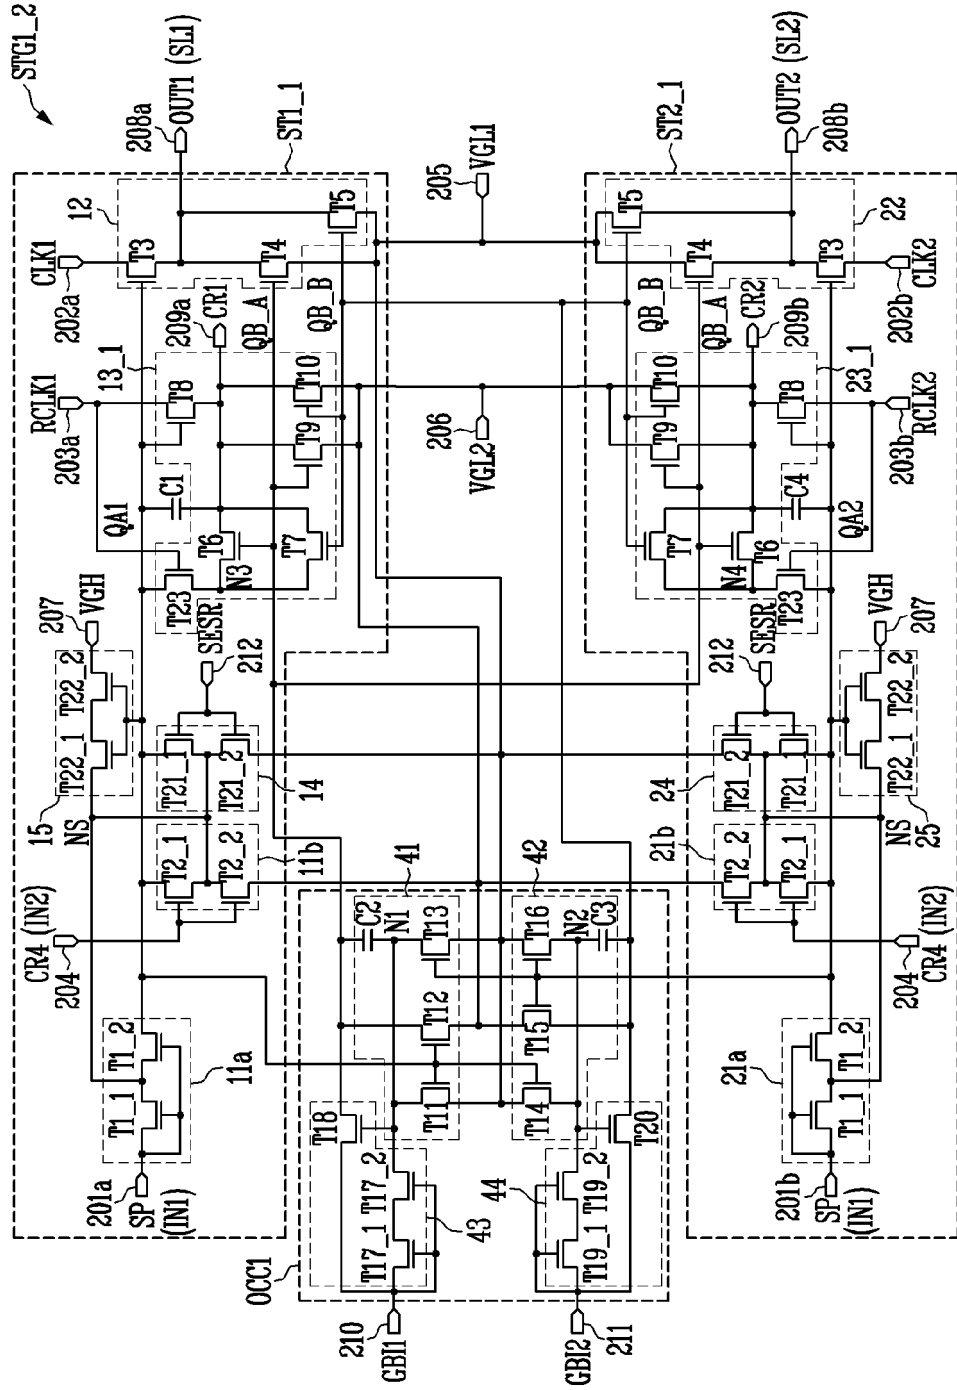 STG1_2
OUT1 (SL1)
208a
ST1_1
205
VGL1
ST2_1
OUT2 (SL2)
208b
12
T3
T4
T5
T5
T4
T3
22
CLK1
202a
CR1
209a
QB_A
QB_B
QB_B
QB_A
CR2
209b
CLK2
202b
RCLK1
203a
13_1
T8
T10
T9
206
VGL2
T10
T9
T8
23_1
RCLK2
203b
QA1
C1
T6
T7
N3
T23
T7
T6
N4
C4
T23
QA2
VGH
207
SESR
212
SESR
212
VGH
207
15
T22_2
T22_1
NS
T21_1
T21_2
14
24
T21_2
T21_1
T22_2
T22_1
25
NS
T2_1
T2_2
11b
21b
T2_2
T2_1
CR4 (IN2)
204
41
C2
N1
T13
T12
T11
42
T16
N2
C3
T15
T14
CR4 (IN2)
204
T1_2
T1_1
11a
T18
T20
21a
T1_2
T1_1
201a
SP
(IN1)
T17_2
T17_1
43
44
T19_2
T19_1
201b
SP
(IN1)
OCC1
210
GBI1
211
GBI2